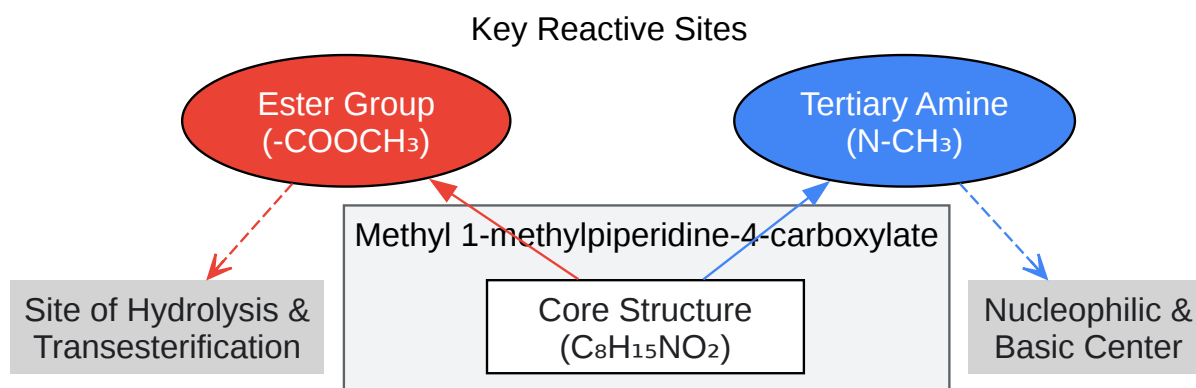 Key Reactive Sites
Ester Group
(-COOCH₃)
Tertiary Amine
(N-CH₃)
Methyl 1-methylpiperidine-4-carboxylate
Site of Hydrolysis &
Transesterification
Core Structure
(C₈H₁₅NO₂)
Nucleophilic &
Basic Center